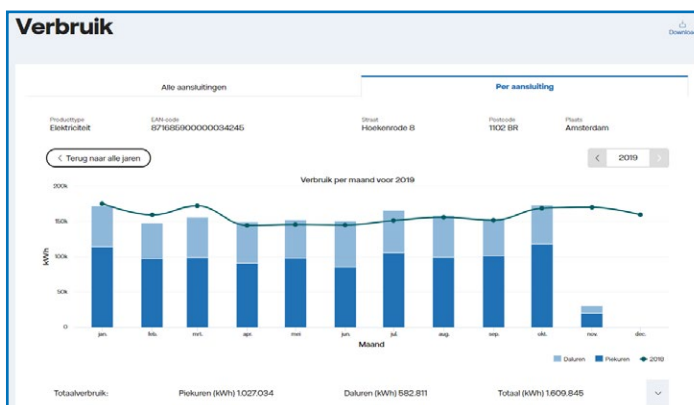 Verbruik
Downloa
Alle aansluitingen
Per aansluiting
Producttype
EAN-code
Straat
Postcode
Plaats
Elektriciteit
871685900000034245
Hoekenrode 8
1102 BR
Amsterdam
< Terug naar alle jaren
< 2019 >
Verbruik per maand voor 2019
200k
150k
100k
50k
0
kWh
jan. feb. mrt. apr. mei jun. jul. aug. sep. okt. nov. dec.
Maand
Daluren Piekuren 2019
Totaalverbruik: Piekuren (kWh) 1.027.034 Daluren (kWh) 582.811 Totaal (kWh) 1.609.845